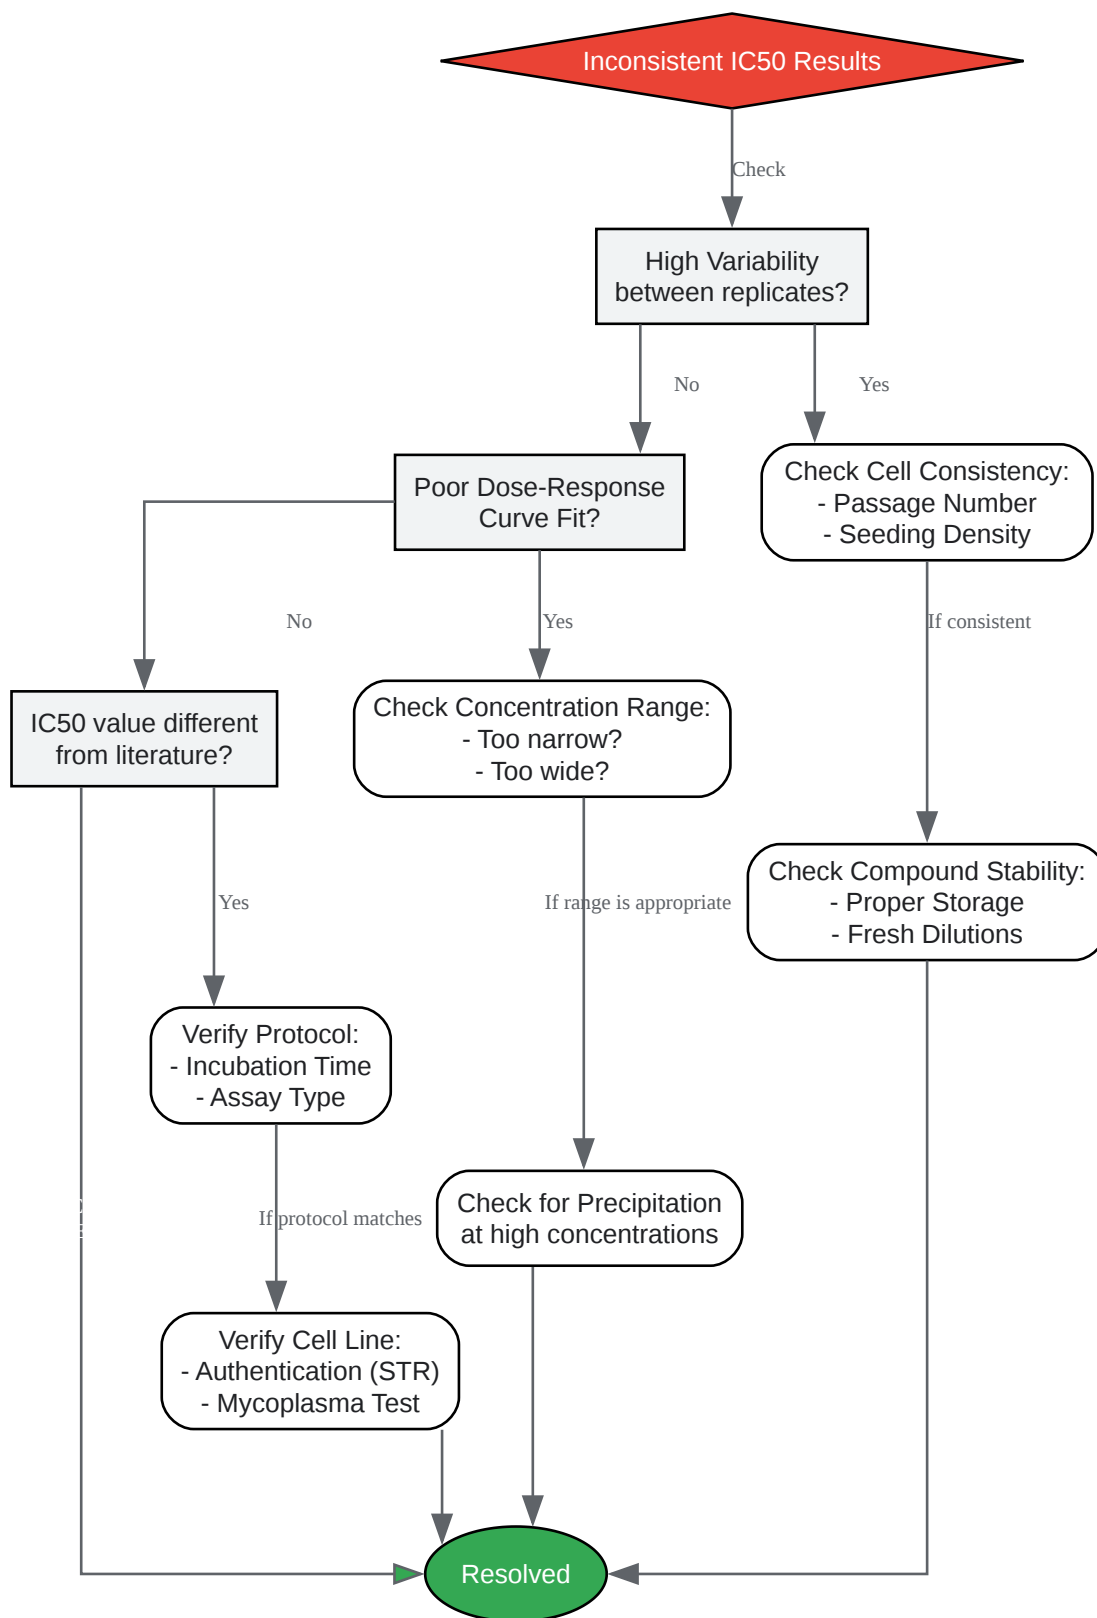 Inconsistent IC50 Results
Check
High Variability
between replicates?
No
Yes
Check Cell Consistency:
- Passage Number
- Seeding Density
Poor Dose-Response
Curve Fit?
No
Yes
If consistent
IC50 value different
from literature?
Check Concentration Range:
- Too narrow?
- Too wide?
Check Compound Stability:
- Proper Storage
- Fresh Dilutions
Yes
If range is appropriate
Verify Protocol:
- Incubation Time
- Assay Type
If protocol matches
Check for Precipitation
at high concentrations
Verify Cell Line:
- Authentication (STR)
- Mycoplasma Test
Resolved